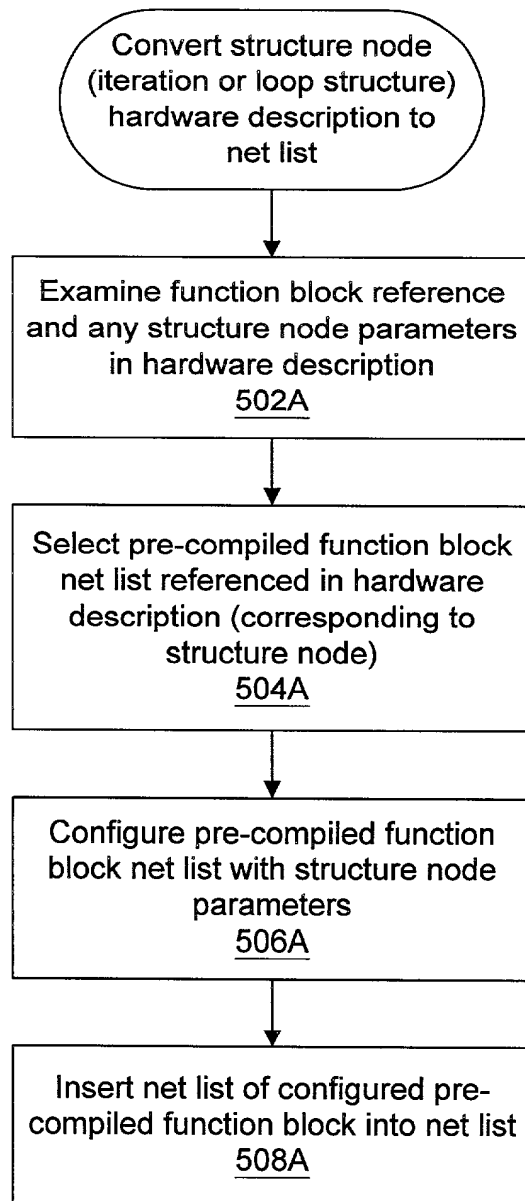 Convert structure node
(iteration or loop structure)
hardware description to
net list
Examine function block reference
and any structure node parameters
in hardware description
502A
Select pre-compiled function block
net list referenced in hardware
description (corresponding to
structure node)
504A
Configure pre-compiled function
block net list with structure node
parameters
506A
Insert net list of configured pre-
compiled function block into net list
508A